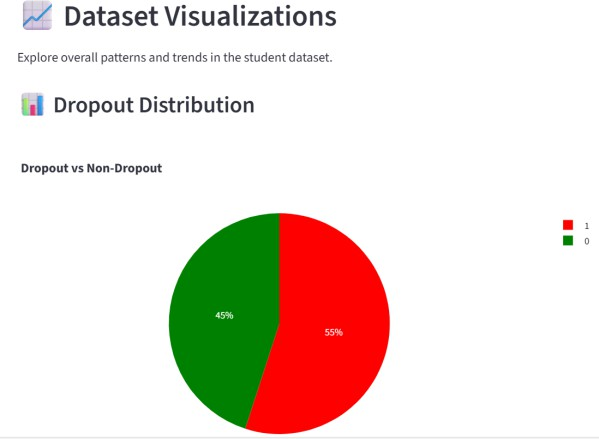 Dataset Visualizations
Explore overall patterns and trends in the student dataset.
Dropout Distribution
Dropout vs Non-Dropout
1
0
45%
55%